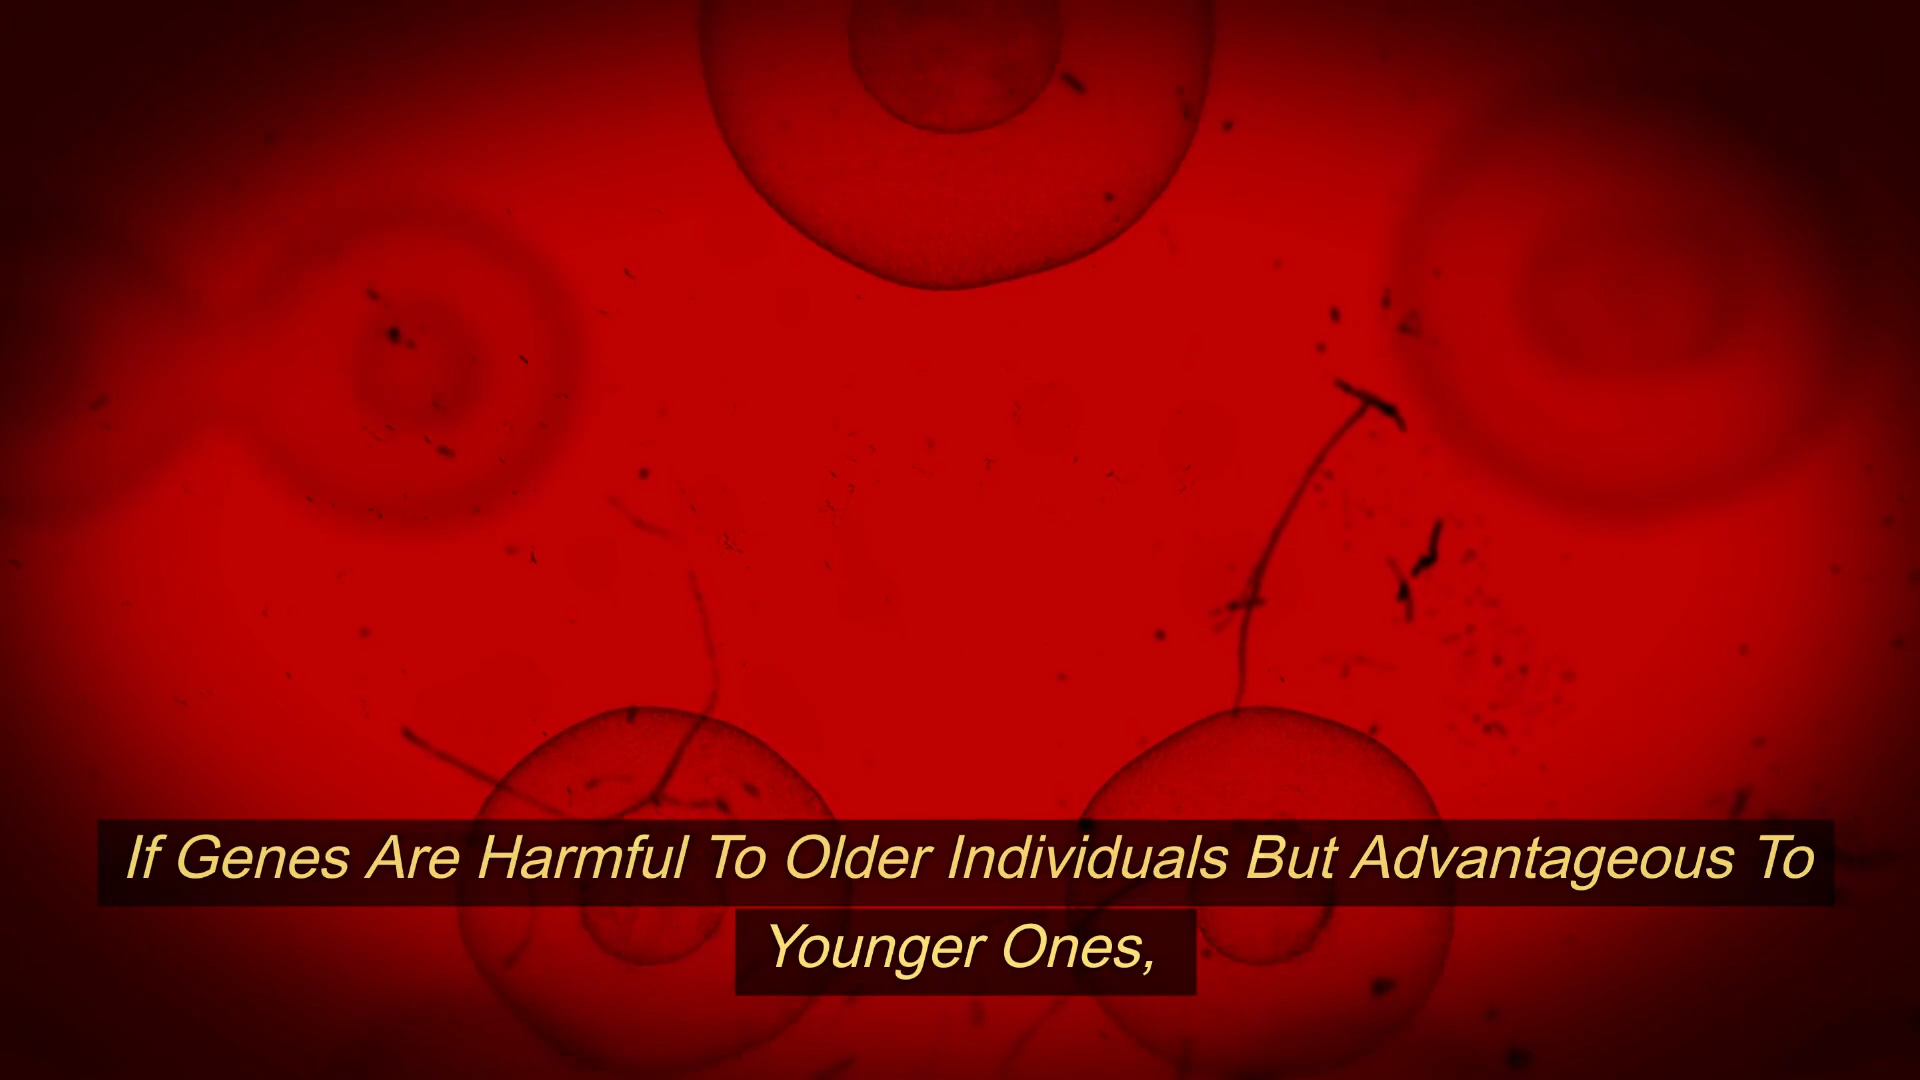 If Genes Are Harmful To Older Individuals But Advantageous To
Younger Ones,